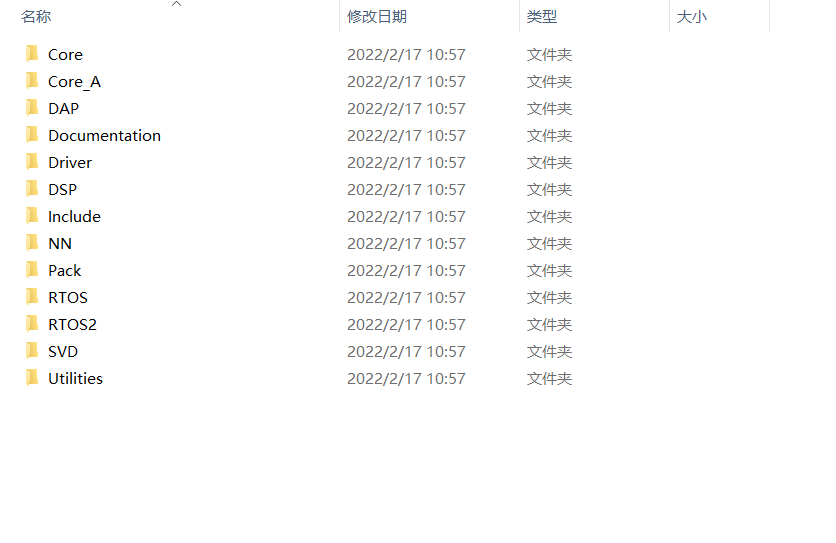 名称 修改日期 类型 大小
Core 2022/2/17 10:57 文件夹
Core_A 2022/2/17 10:57 文件夹
DAP 2022/2/17 10:57 文件夹
Documentation 2022/2/17 10:57 文件夹
Driver 2022/2/17 10:57 文件夹
DSP 2022/2/17 10:57 文件夹
Include 2022/2/17 10:57 文件夹
NN 2022/2/17 10:57 文件夹
Pack 2022/2/17 10:57 文件夹
RTOS 2022/2/17 10:57 文件夹
RTOS2 2022/2/17 10:57 文件夹
SVD 2022/2/17 10:57 文件夹
Utilities 2022/2/17 10:57 文件夹